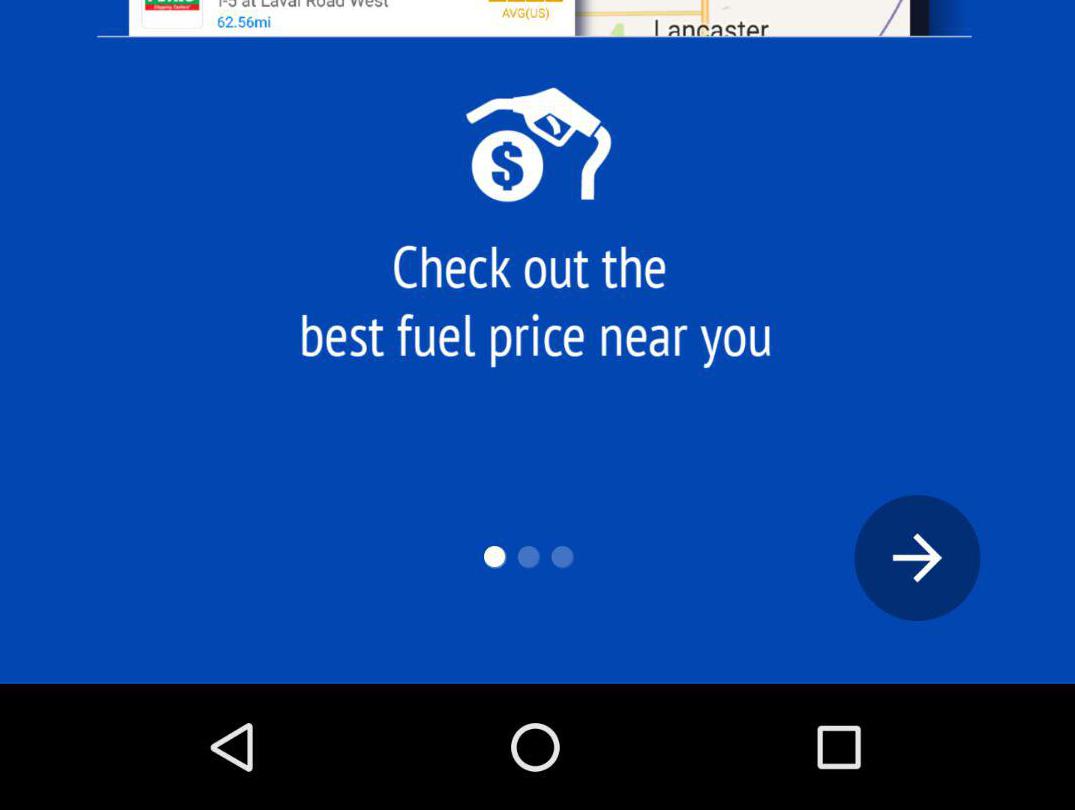 I-5 at Laval Road West
62.56mi
AVG(US)
Lancaster
$
Check out the
best fuel price near you